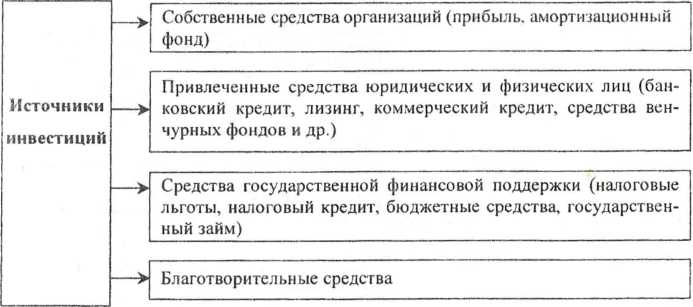 Источники
инвестиций
Собственные средства организаций (прибыль, амортизационный
фонд)
Привлеченные средства юридических и физических лиц (бан-
ковский кредит, лизинг, коммерческий кредит, средства вен-
чурных фондов и др.)
Средства государственной финансовой поддержки (налоговые
льготы, налоговый кредит, бюджетные средства, государствен-
ный займ)
Благотворительные средства